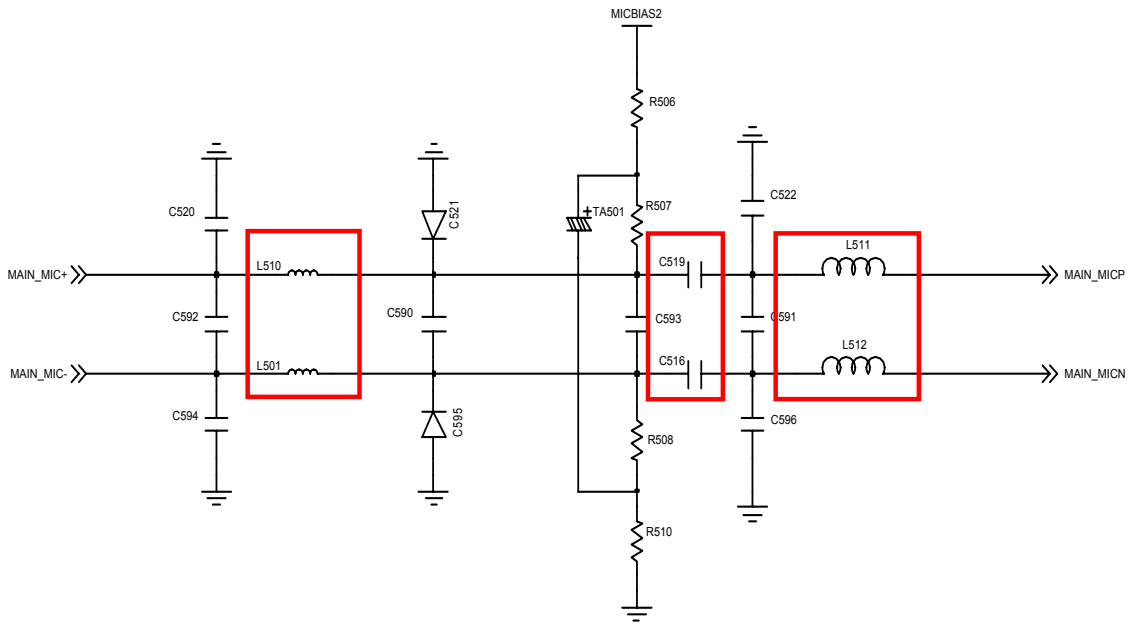 MICBIAS2
R506
C520
C521
+TA501
R507
C522
MAIN_MIC+
L510
C519
L511
MAIN_MICP
C592
C590
C593
C591
MAIN_MIC-
L501
C516
L512
MAIN_MICN
C594
C595
R508
C596
R510